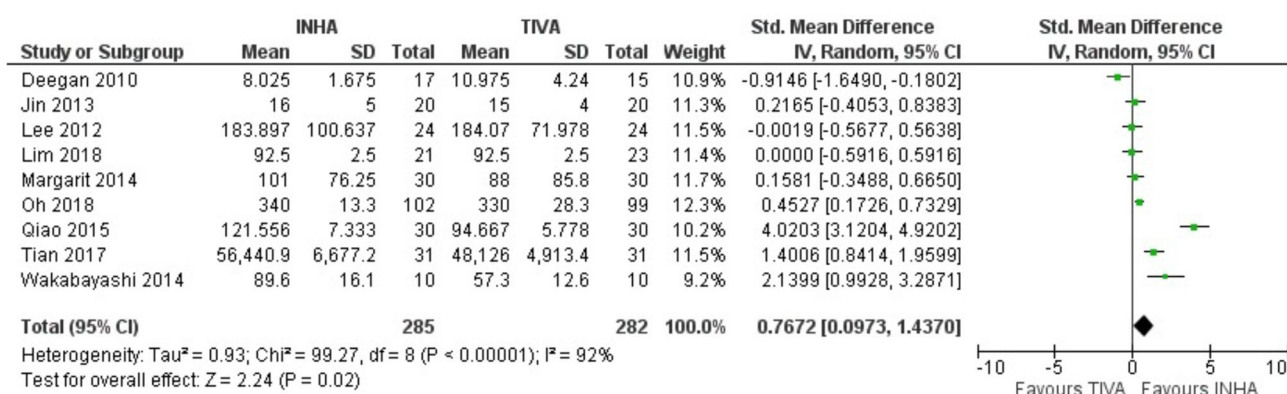 INHA TIVA Std. Mean Difference Std. Mean Difference
Study or Subgroup Mean SD Total Mean SD Total Weight IV, Random, 95% CI IV, Random, 95% CI
Deegan 2010 8.025 1.675 17 10.975 4.24 15 10.9% -0.9146 [-1.6490, -0.1802]
Jin 2013 16 5 20 15 4 20 11.3% 0.2165 [-0.4053, 0.8383]
Lee 2012 183.897 100.637 24 184.07 71.978 24 11.5% -0.0019 [-0.5677, 0.5638]
Lim 2018 92.5 2.5 21 92.5 2.5 23 11.4% 0.0000 [-0.5916, 0.5916]
Margarit 2014 101 76.25 30 88 85.8 30 11.7% 0.1581 [-0.3488, 0.6650]
Oh 2018 340 13.3 102 330 28.3 99 12.3% 0.4527 [0.1726, 0.7329]
Qiao 2015 121.556 7.333 30 94.667 5.778 30 10.2% 4.0203 [3.1204, 4.9202]
Tian 2017 56,440.9 6,677.2 31 48,126 4,913.4 31 11.5% 1.4006 [0.8414, 1.9599]
Wakabayashi 2014 89.6 16.1 10 57.3 12.6 10 9.2% 2.1399 [0.9928, 3.2871]
Total (95% CI) 285 282 100.0% 0.7672 [0.0973, 1.4370]
Heterogeneity: Tau² = 0.93; Chi² = 99.27, df = 8 (P < 0.00001); I² = 92%
Test for overall effect: Z = 2.24 (P = 0.02)
-10 -5 0 5 10
Favours TIVA Favours INHA